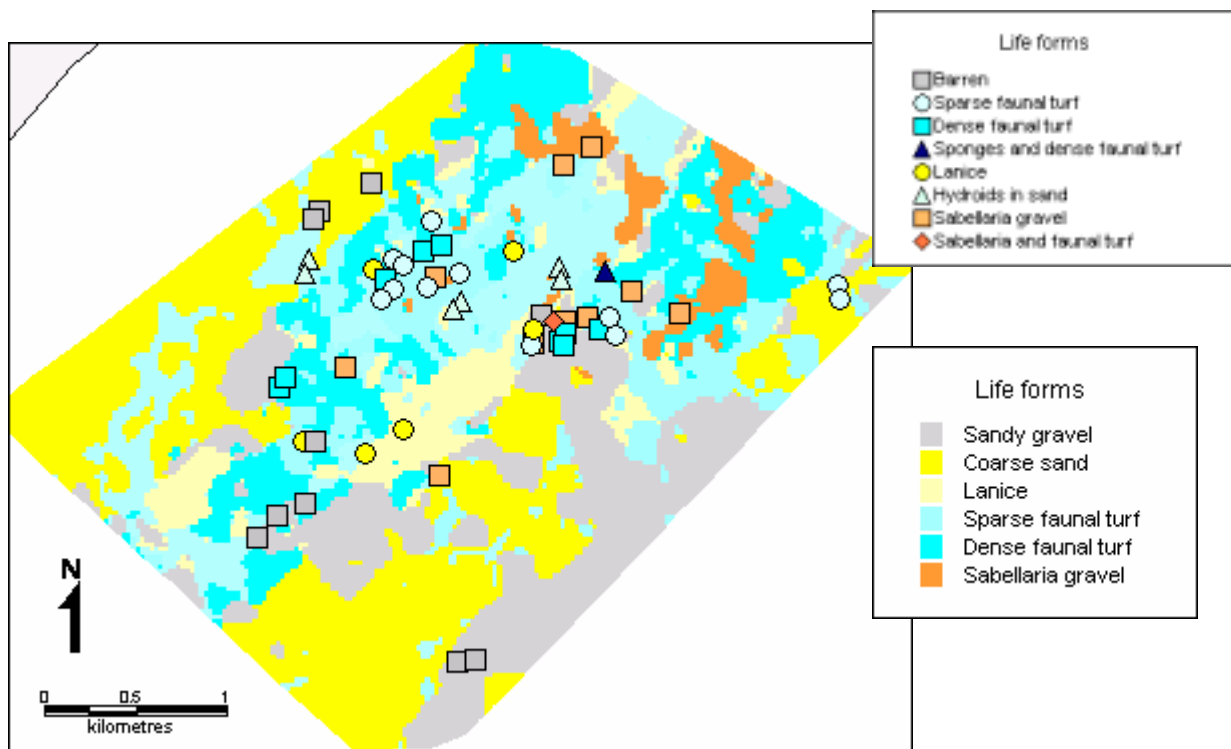 Life forms
Barren
Sparse faunal turf
Dense faunal turf
Sponges and dense faunal turf
Lanice
Hydroids in sand
Sabellaria gravel
Sabellaria and faunal turf
Life forms
Sandy gravel
Coarse sand
Lanice
Sparse faunal turf
Dense faunal turf
Sabellaria gravel
N
0 0.5 1
kilometres